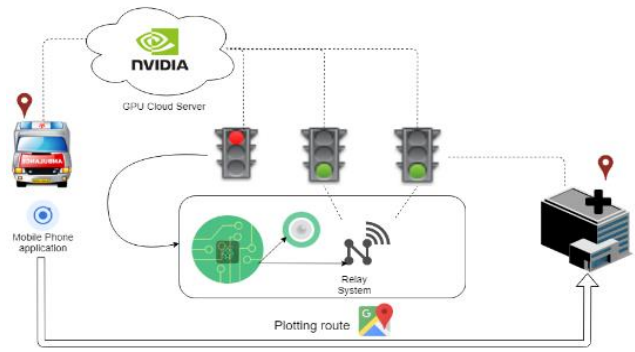 NVIDIA
GPU Cloud Server
Mobile Phone
application
Relay
System
Plotting route
G